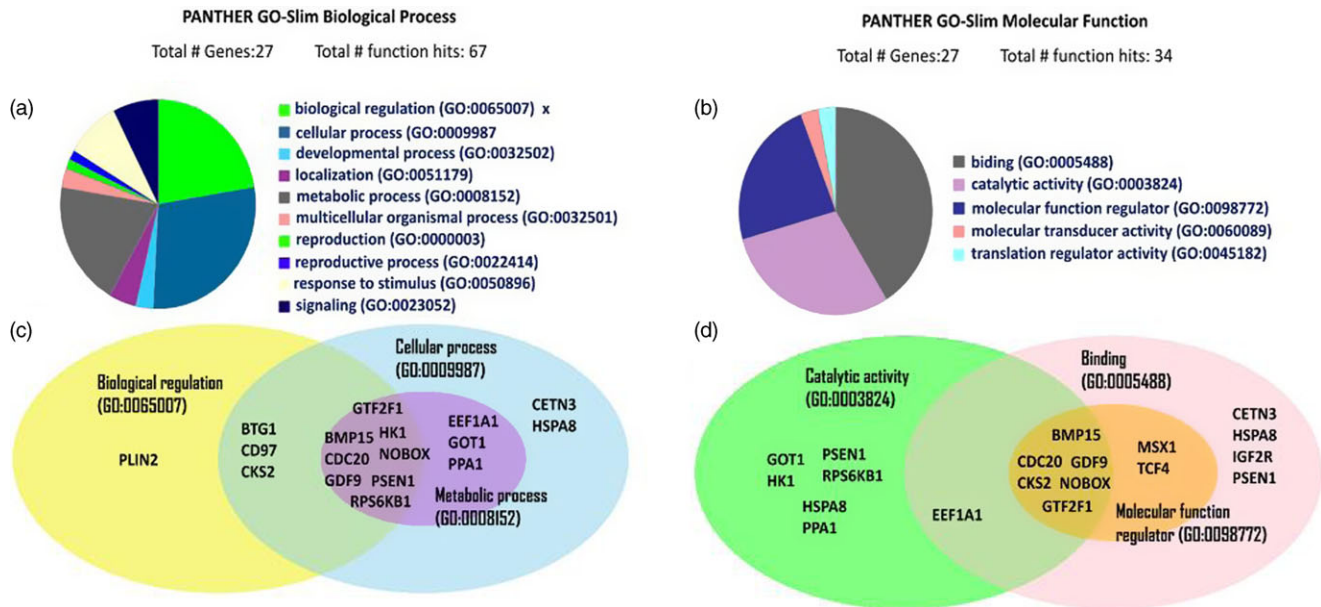 PANTHER GO-Slim Biological Process
Total # Genes:27 Total # function hits: 67
(a)
biological regulation (GO:0065007) x
cellular process (GO:0009987
developmental process (GO:0032502)
localization (GO:0051179)
metabolic process (GO:0008152)
multicellular organismal process (GO:0032501)
reproduction (GO:0000003)
reproductive process (GO:0022414)
response to stimulus (GO:0050896)
signaling (GO:0023052)
PANTHER GO-Slim Molecular Function
Total # Genes:27 Total # function hits: 34
(b)
biding (GO:0005488)
catalytic activity (GO:0003824)
molecular function regulator (GO:0098772)
molecular transducer activity (GO:0060089)
translation regulator activity (GO:0045182)
(c)
Biological regulation
(GO:0065007)
PLIN2
BTG1
CD97
CKS2
Cellular process
(GO:0009987)
GTF2F1
BMP15 HK1
CDC20 NOBOX
GDF9 PSEN1
RPS6KB1
EEF1A1
GOT1
PPA1
Metabolic process
(GO:0008152)
CETN3
HSPA8
(d)
Catalytic activity
(GO:0003824)
GOT1 PSEN1
HK1 RPS6KB1
HSPA8
PPA1
EEF1A1
Binding
(GO:0005488)
BMP15
CDC20 GDF9
CKS2 NOBOX
GTF2F1
MSX1
TCF4
Molecular function
regulator (GO:0098772)
CETN3
HSPA8
IGF2R
PSEN1